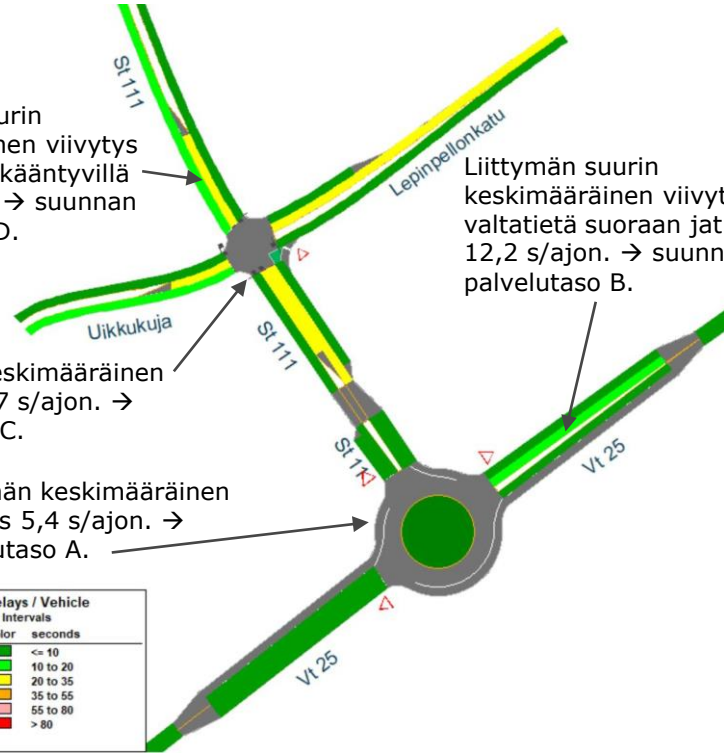 St 111
Lepinpellonkatu
urin
nen viivytys
kääntyvillä
→ suunnan
D.
Liittymän suurin
keskimääräinen viivyt
valtatietä suoraan jat
12,2 s/ajon. → suunn
palvelutaso B.
Uikkukuja
St 111
eskimääräinen
7 s/ajon. →
C.
St 11
Vt 25
än keskimääräinen
s 5,4 s/ajon. →
utaso A.
Vt 25
elays / Vehicle
Intervals
lor seconds
<= 10
10 to 20
20 to 35
35 to 55
55 to 80
> 80